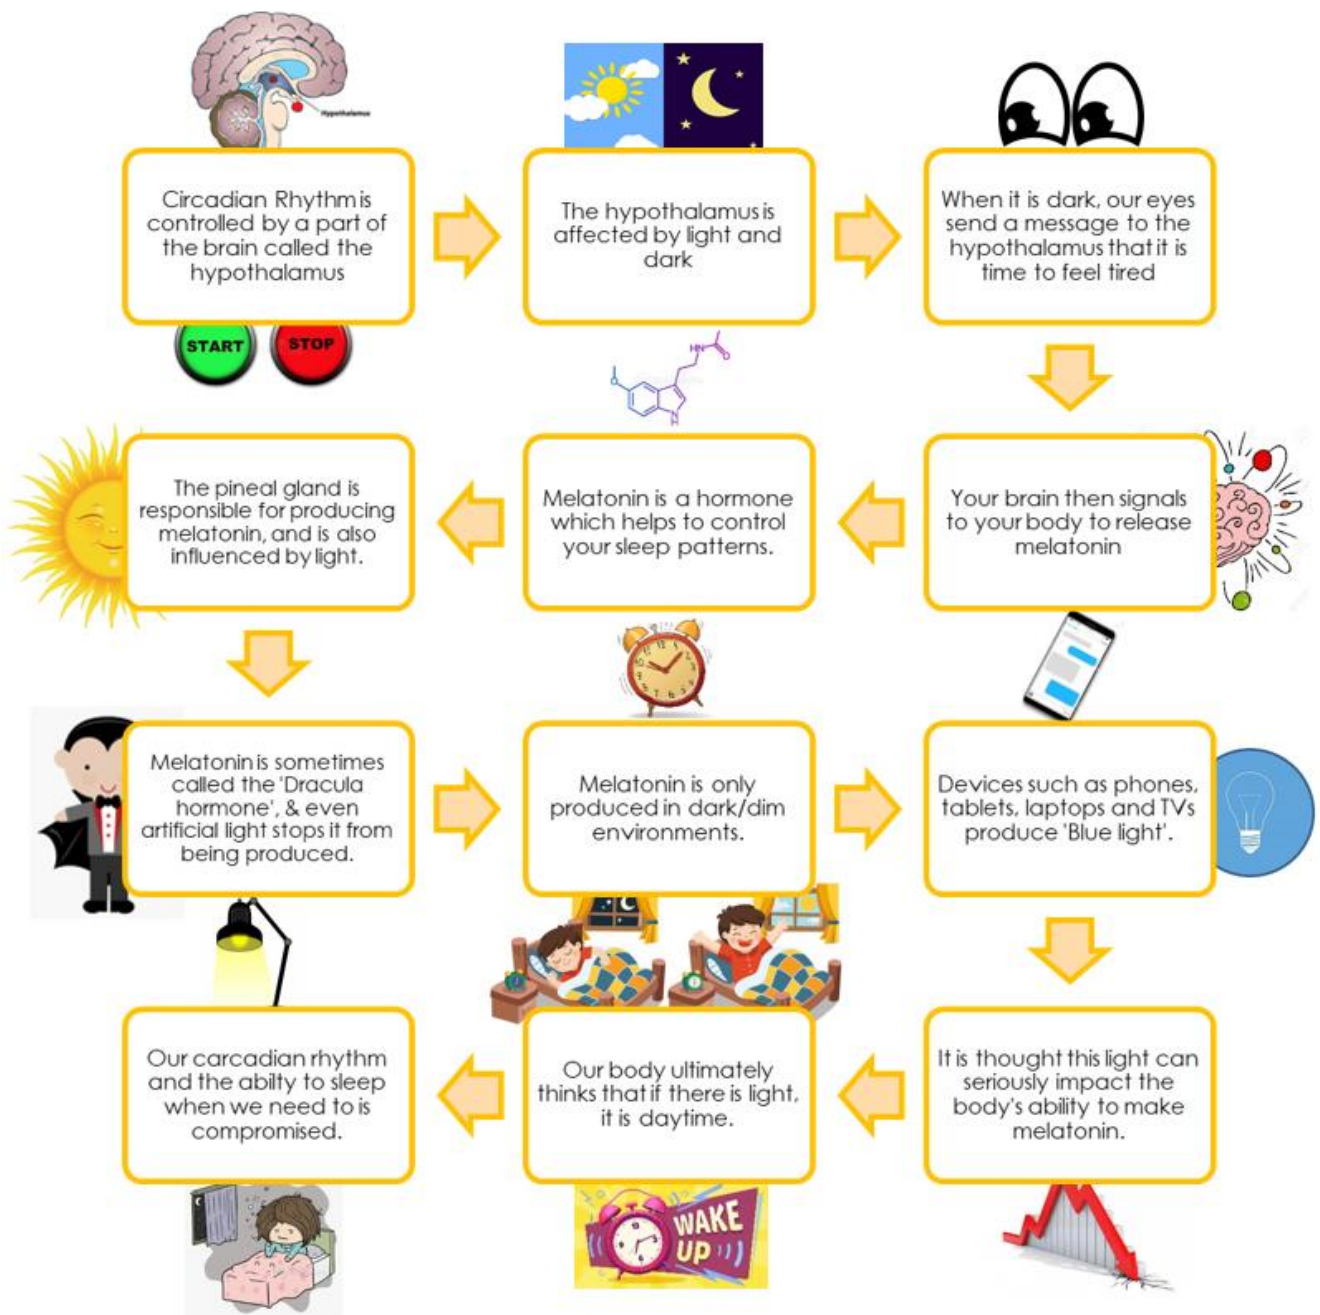 Hypothalamus
Circadian Rhythm is
controlled by a part of
the brain called the
hypothalamus
The hypothalamus is
affected by light and
dark
When it is dark, our eyes
send a message to the
hypothalamus that it is
time to feel tired
START
STOP
HN
O
O
N
H
Your brain then signals
to your body to release
melatonin
Melatonin is a hormone
which helps to control
your sleep patterns.
The pineal gland is
responsible for producing
melatonin, and is also
influenced by light.
Melatonin is sometimes
called the 'Dracula
hormone', & even
artificial light stops it from
being produced.
Melatonin is only
produced in dark/dim
environments.
Devices such as phones,
tablets, laptops and TVs
produce 'Blue light'.
It is thought this light can
seriously impact the
body's ability to make
melatonin.
Our body ultimately
thinks that if there is light,
it is daytime.
Our carcadian rhythm
and the abilty to sleep
when we need to is
compromised.
WAKE
UP